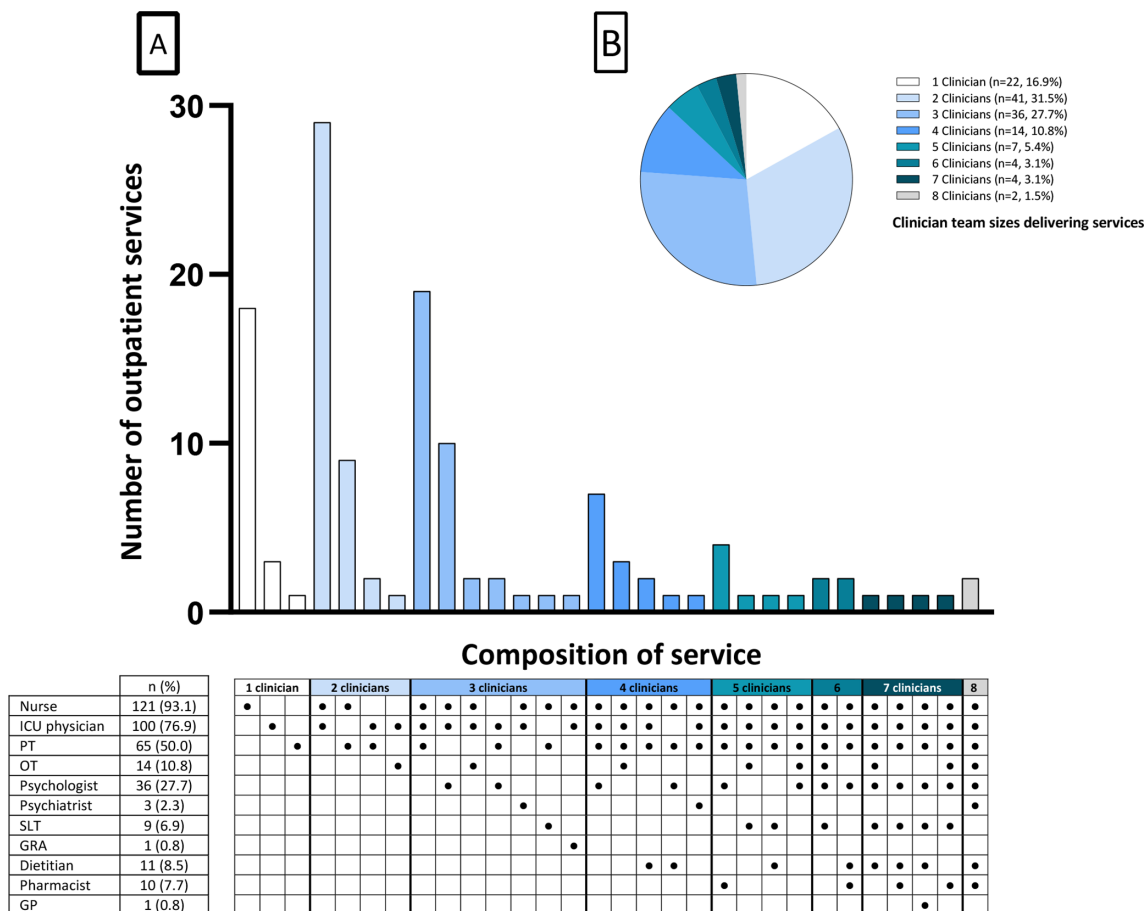 A
B
1 Clinician (n=22, 16.9%)
2 Clinicians (n=41, 31.5%)
3 Clinicians (n=36, 27.7%)
4 Clinicians (n=14, 10.8%)
5 Clinicians (n=7, 5.4%)
6 Clinicians (n=4, 3.1%)
7 Clinicians (n=4, 3.1%)
8 Clinicians (n=2, 1.5%)
Clinician team sizes delivering services
Number of outpatient services
30
20
10
0
Composition of service
n (%)
1 clinician 2 clinicians 3 clinicians 4 clinicians 5 clinicians 6 7 clinicians 8
Nurse 121 (93.1)
ICU physician 100 (76.9)
PT 65 (50.0)
OT 14 (10.8)
Psychologist 36 (27.7)
Psychiatrist 3 (2.3)
SLT 9 (6.9)
GRA 1 (0.8)
Dietitian 11 (8.5)
Pharmacist 10 (7.7)
GP 1 (0.8)